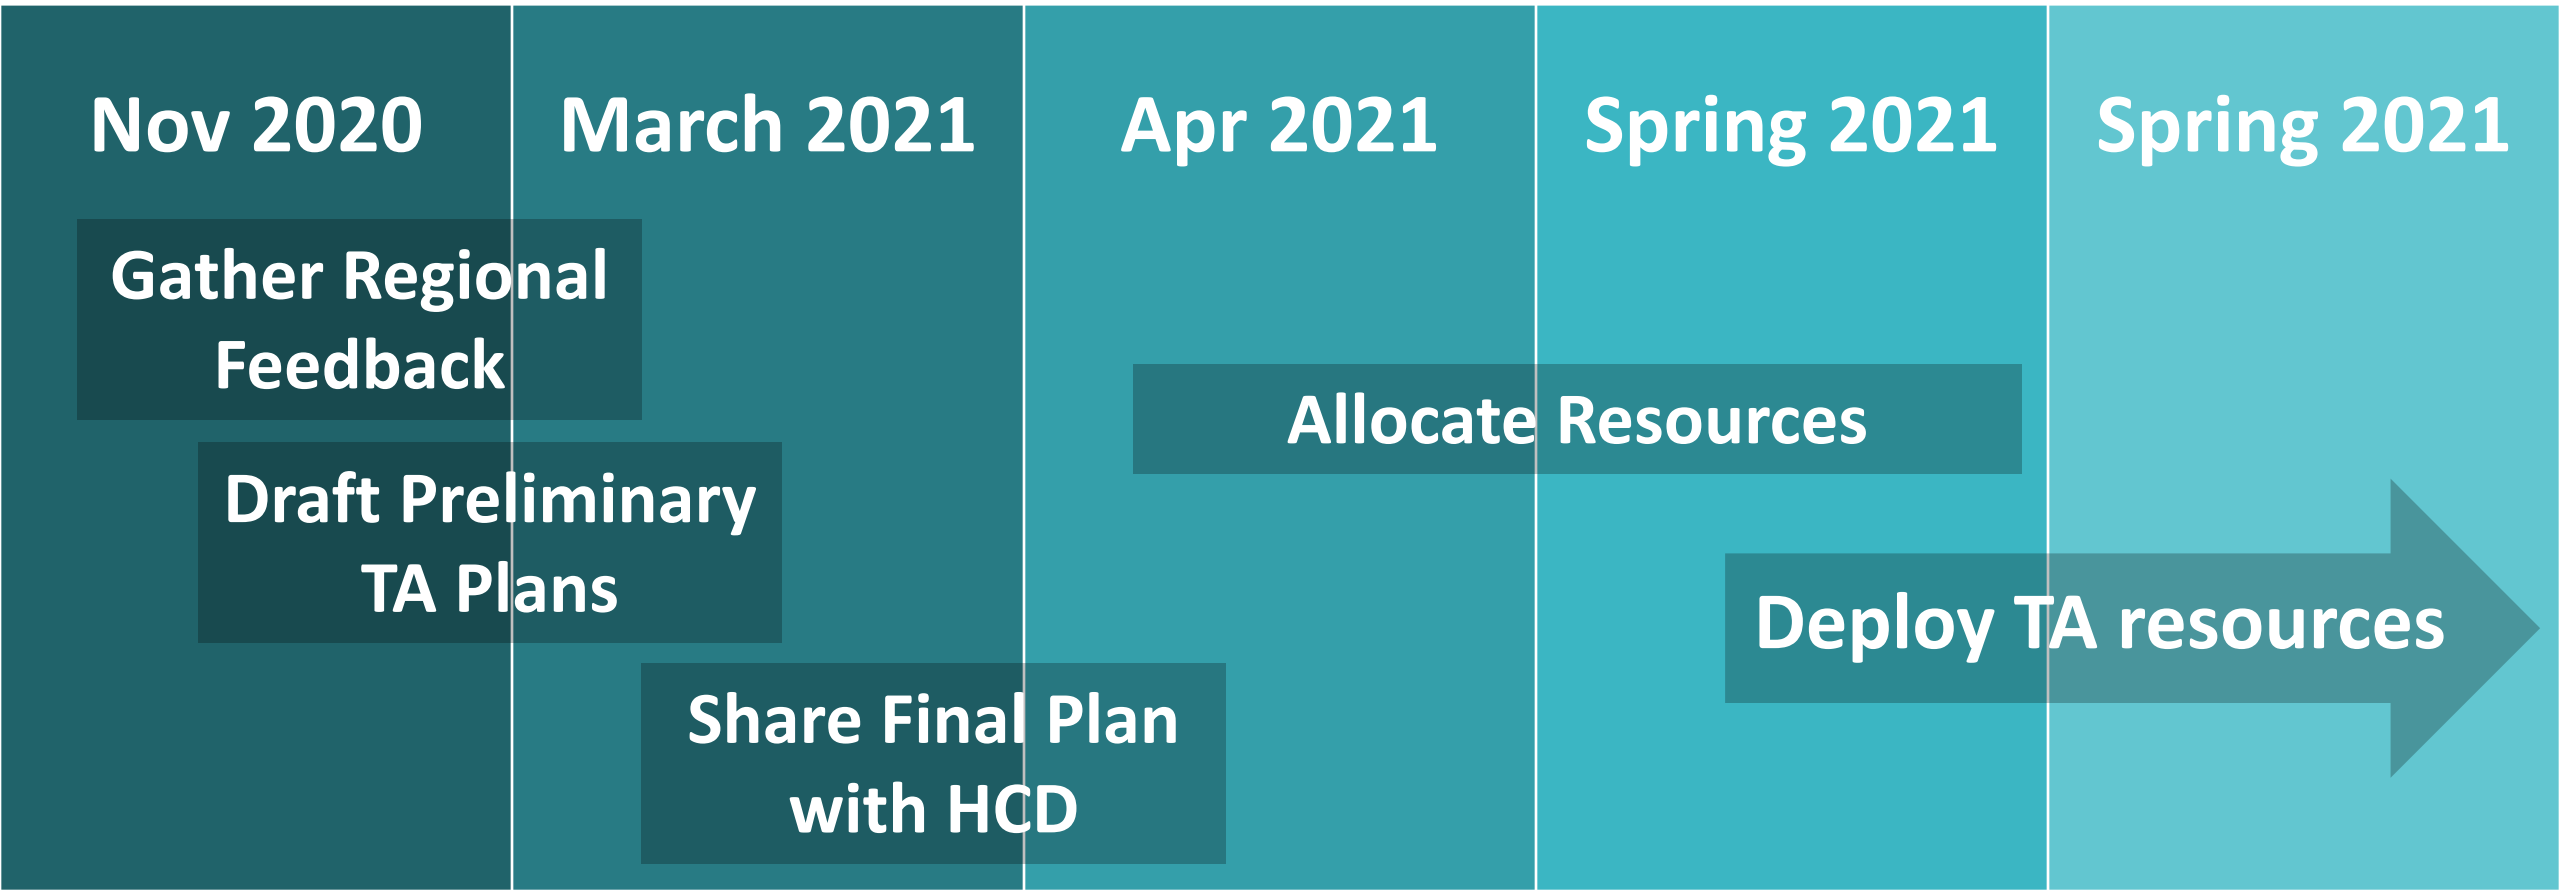 Nov 2020
March 2021
Apr 2021
Spring 2021
Spring 2021
Gather Regional
Feedback
Draft Preliminary
TA Plans
Share Final Plan
with HCD
Allocate Resources
Deploy TA resources